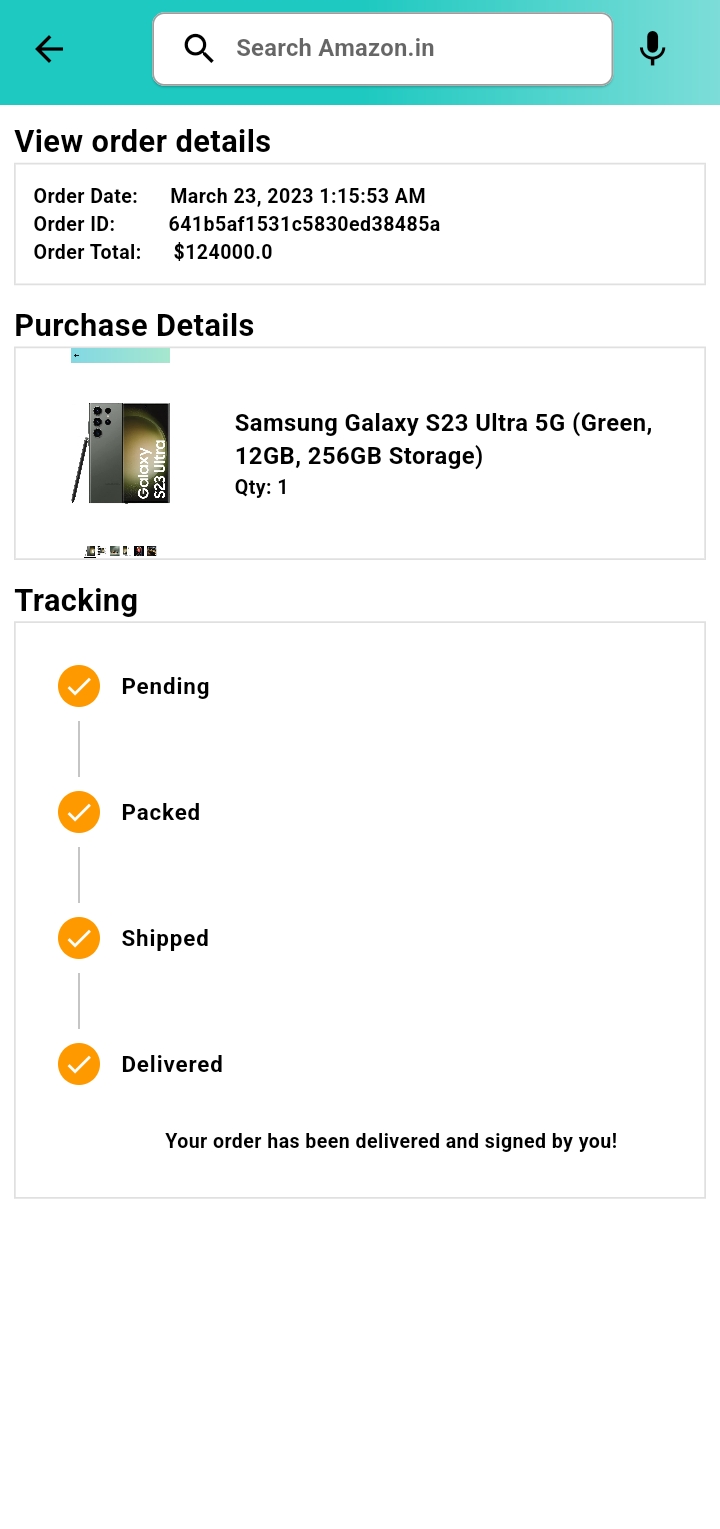 Search Amazon.in
View order details
Order Date: March 23, 2023 1:15:53 AM
Order ID: 641b5af1531c5830ed38485a
Order Total: $124000.0
Purchase Details
Galaxy
S23 Ultra
Samsung Galaxy S23 Ultra 5G (Green,
12GB, 256GB Storage)
Qty: 1
Tracking
Pending
Packed
Shipped
Delivered
Your order has been delivered and signed by you!